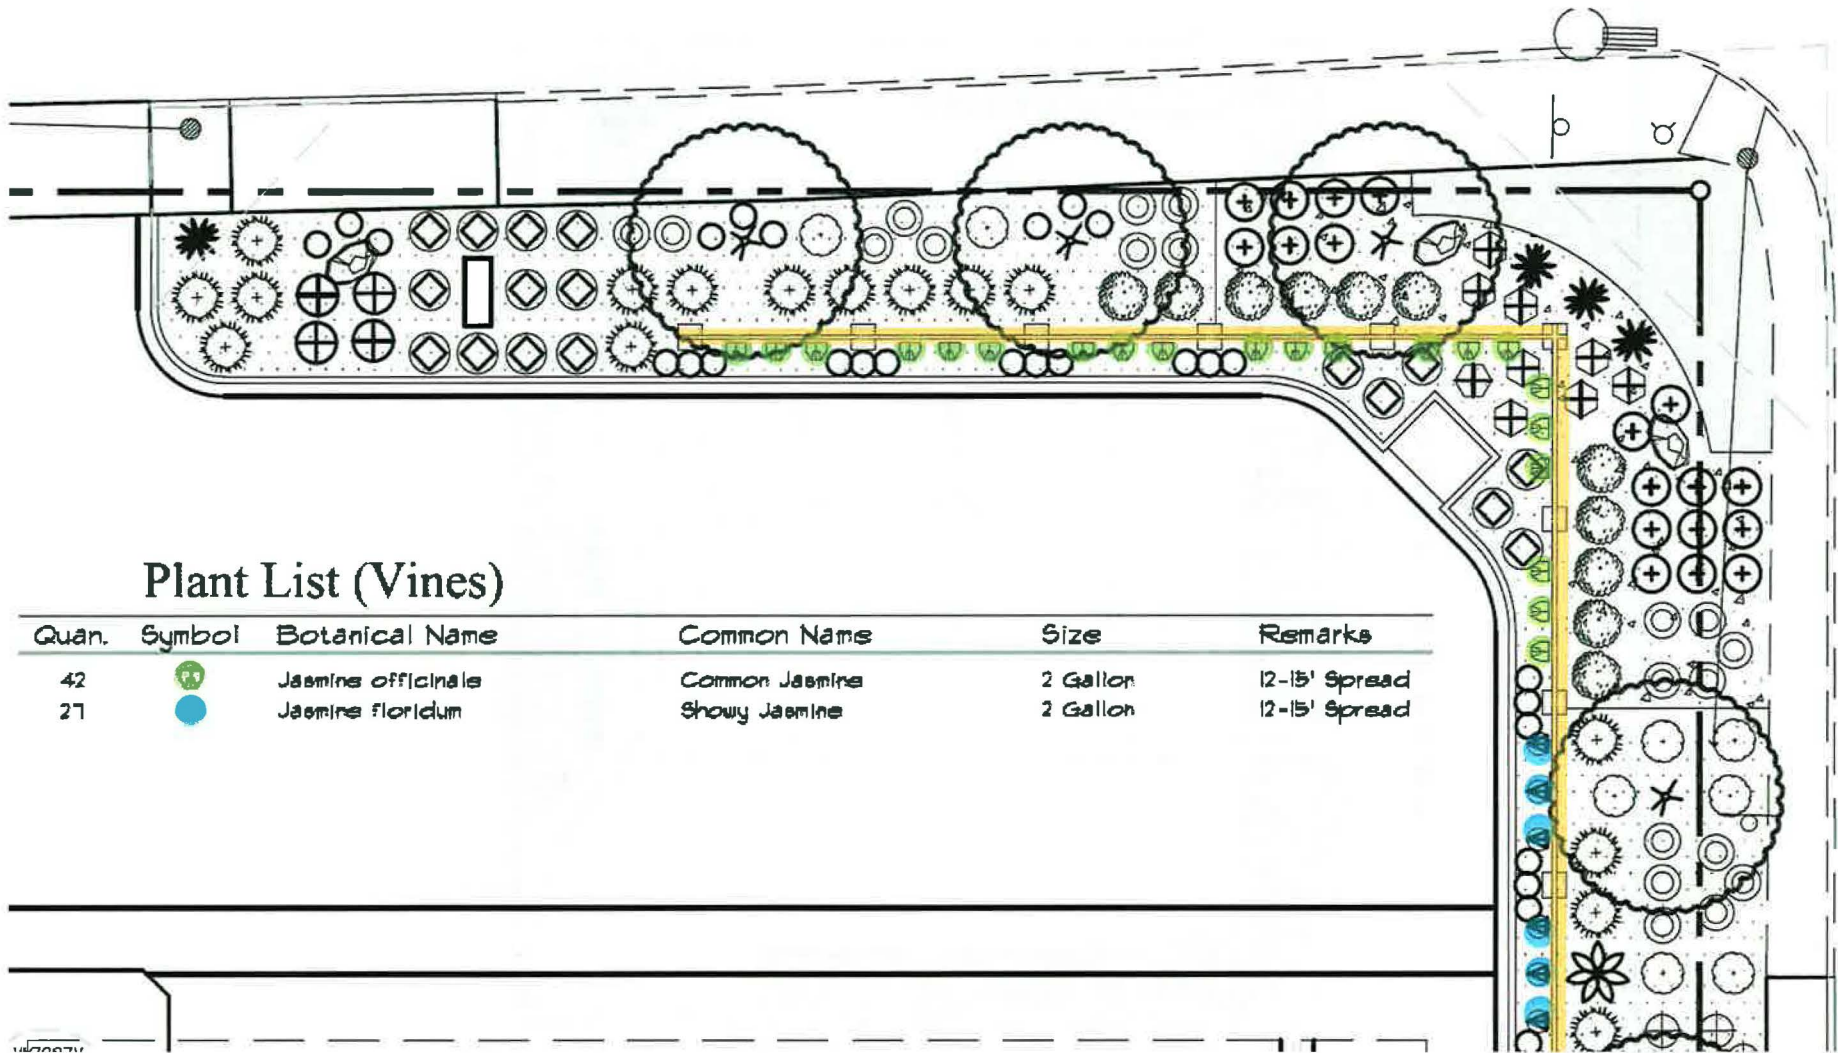 Plant List (Vines)
Quan. Symbol Botanical Name Common Name Size Remarks
42 Jasmine officinale Common Jasmine 2 Gallon 12-15' Spread
27 Jasmine floridum Showy Jasmine 2 Gallon 12-15' Spread